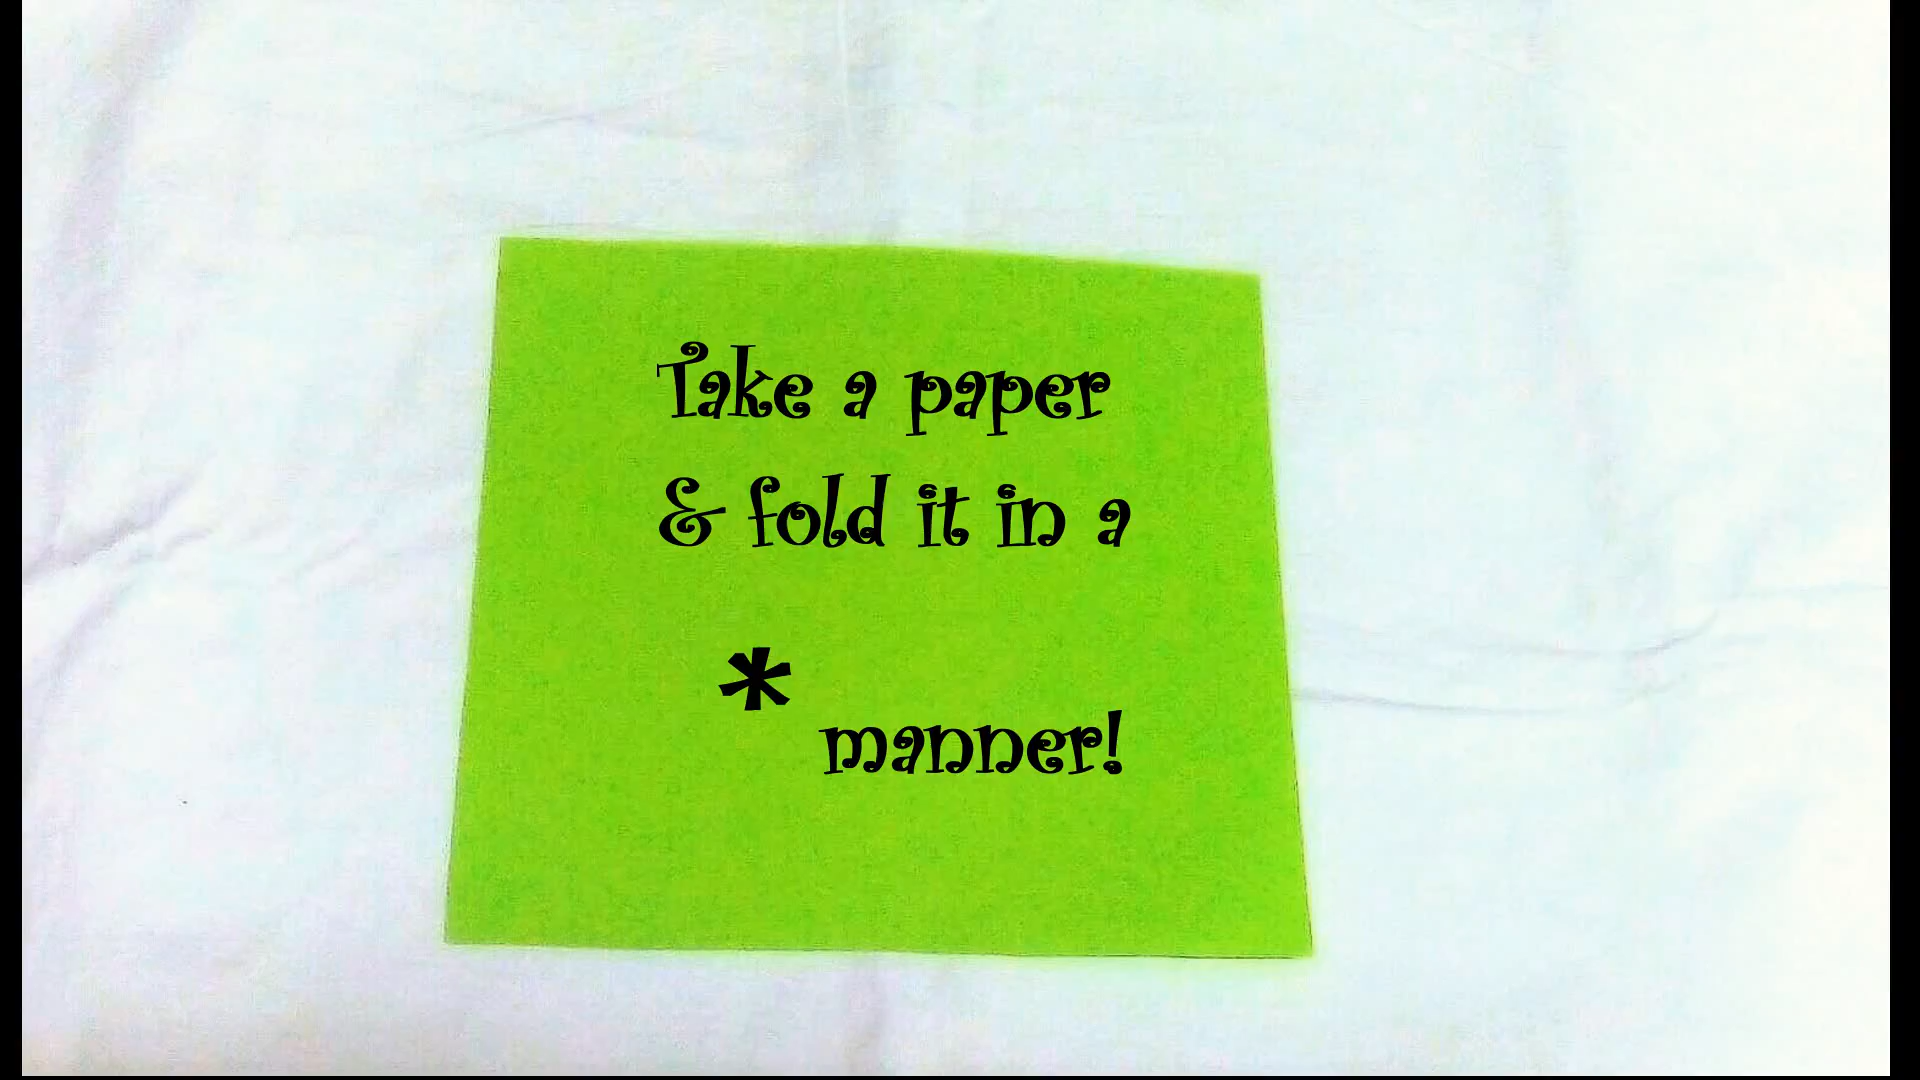 Take a paper
& fold it in a
* manner!